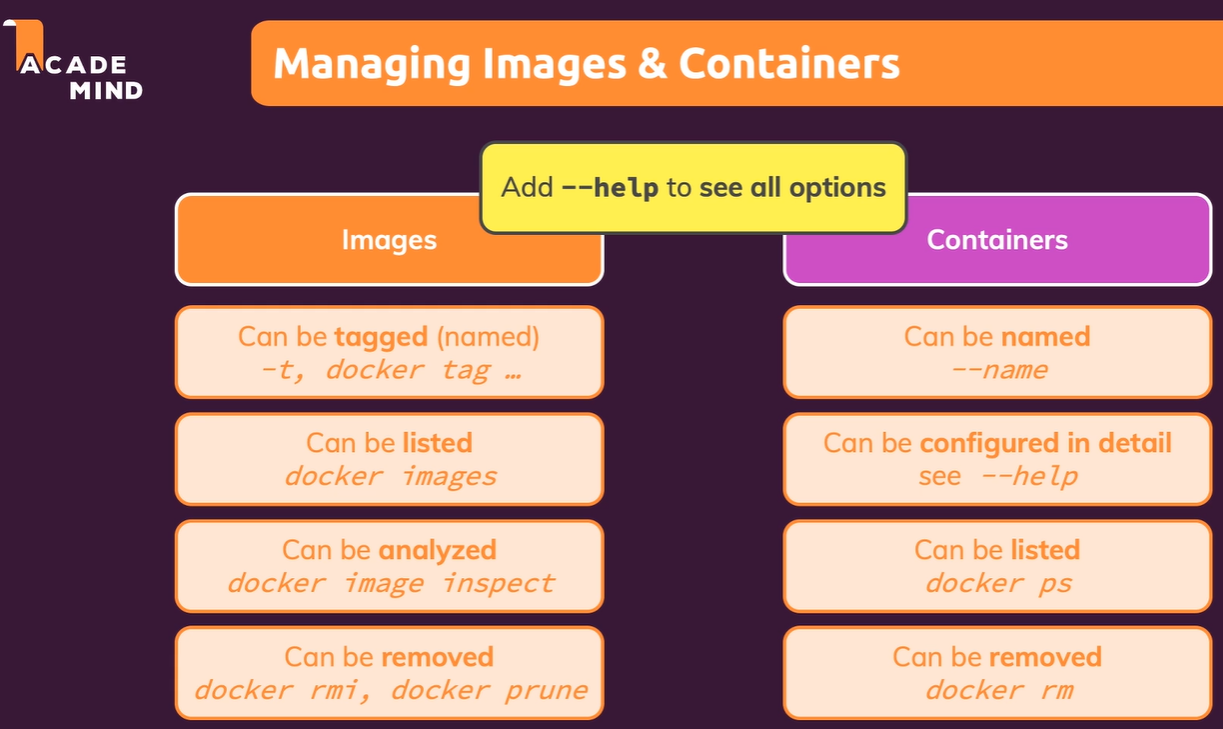 ACADE
MIND
Managing Images & Containers
Add --help to see all options
Images
Can be tagged (named)
-t, docker tag …
Can be listed
docker images
Can be analyzed
docker image inspect
Can be removed
docker rmi, docker prune
Containers
Can be named
--name
Can be configured in detail
see --help
Can be listed
docker ps
Can be removed
docker rm